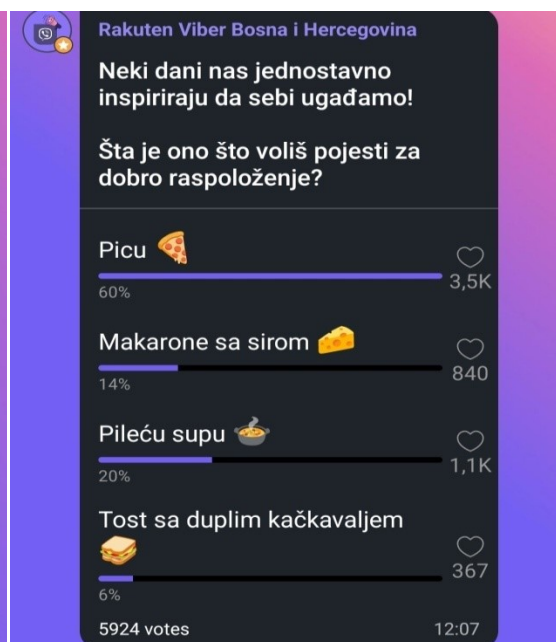 Rakuten Viber Bosna i Hercegovina
Neki dani nas jednostavno
inspiriraju da sebi ugađamo!
Šta je ono što voliš pojesti za
dobro raspoloženje?
Picu 🍕
3,5K
60%
Makarone sa sirom 🧀
840
14%
Pileću supu 🍲
1,1K
20%
Tost sa duplim kačkavaljem
🥪
367
6%
5924 votes 12:07